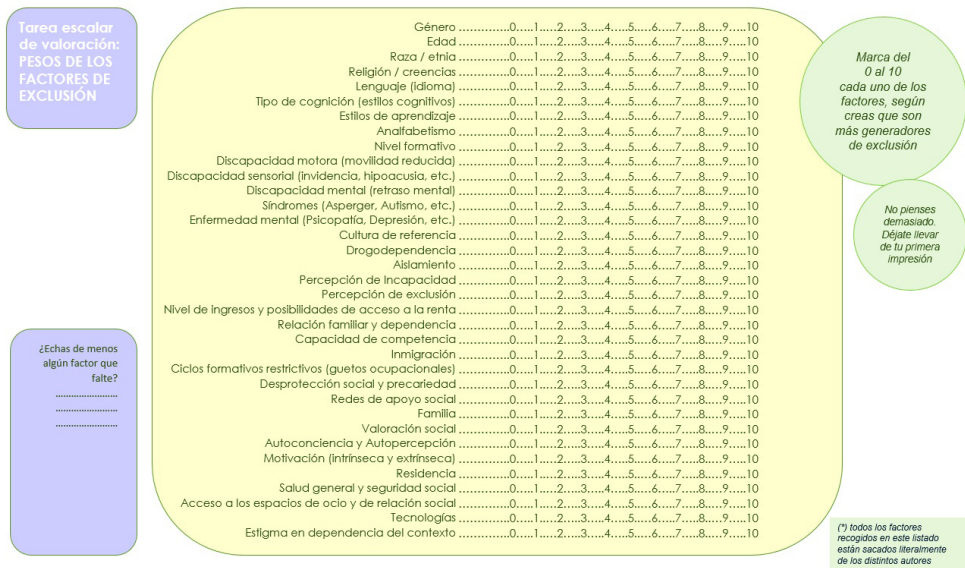 Tarea escalar
de valoración:
PESOS DE LOS
FACTORES DE
EXCLUSIÓN
Género ..............0....1....2....3....4....5....6....7....8....9....10
Edad ..............0....1....2....3....4....5....6....7....8....9....10
Raza / etnia ..............0....1....2....3....4....5....6....7....8....9....10
Religión / creencias ..............0....1....2....3....4....5....6....7....8....9....10
Lenguaje (idioma) ..............0....1....2....3....4....5....6....7....8....9....10
Tipo de cognición (estilos cognitivos) ..............0....1....2....3....4....5....6....7....8....9....10
Estilos de aprendizaje ..............0....1....2....3....4....5....6....7....8....9....10
Analfabetismo ..............0....1....2....3....4....5....6....7....8....9....10
Nivel formativo ..............0....1....2....3....4....5....6....7....8....9....10
Discapacidad motora (movilidad reducida) ..............0....1....2....3....4....5....6....7....8....9....10
Discapacidad sensorial (invidencia, hipoacusia, etc.) ..............0....1....2....3....4....5....6....7....8....9....10
Discapacidad mental (retraso mental) ..............0....1....2....3....4....5....6....7....8....9....10
Síndromes (Asperger, Autismo, etc.) ..............0....1....2....3....4....5....6....7....8....9....10
Enfermedad mental (Psicopatía, Depresión, etc.) ..............0....1....2....3....4....5....6....7....8....9....10
Cultura de referencia ..............0....1....2....3....4....5....6....7....8....9....10
Drogodependencia ..............0....1....2....3....4....5....6....7....8....9....10
Aislamiento ..............0....1....2....3....4....5....6....7....8....9....10
Percepción de Incapacidad ..............0....1....2....3....4....5....6....7....8....9....10
Percepción de exclusión ..............0....1....2....3....4....5....6....7....8....9....10
Nivel de ingresos y posibilidades de acceso a la renta ..............0....1....2....3....4....5....6....7....8....9....10
Relación familiar y dependencia ..............0....1....2....3....4....5....6....7....8....9....10
Capacidad de competencia ..............0....1....2....3....4....5....6....7....8....9....10
Inmigración ..............0....1....2....3....4....5....6....7....8....9....10
Ciclos formativos restrictivos (guetos ocupacionales) ..............0....1....2....3....4....5....6....7....8....9....10
Desprotección social y precariedad ..............0....1....2....3....4....5....6....7....8....9....10
Redes de apoyo social ..............0....1....2....3....4....5....6....7....8....9....10
Familia ..............0....1....2....3....4....5....6....7....8....9....10
Valoración social ..............0....1....2....3....4....5....6....7....8....9....10
Autoconciencia y Autopercepción ..............0....1....2....3....4....5....6....7....8....9....10
Motivación (intrínseca y extrínseca) ..............0....1....2....3....4....5....6....7....8....9....10
Residencia ..............0....1....2....3....4....5....6....7....8....9....10
Salud general y seguridad social ..............0....1....2....3....4....5....6....7....8....9....10
Acceso a los espacios de ocio y de relación social ..............0....1....2....3....4....5....6....7....8....9....10
Tecnologías ..............0....1....2....3....4....5....6....7....8....9....10
Estigma en dependencia del contexto ..............0....1....2....3....4....5....6....7....8....9....10
Marca del
0 al 10
cada uno de los
factores, según
creas que son
más generadores
de exclusión
No pienses
demasiado.
Déjate llevar
de tu primera
impresión
¿Echas de menos
algún factor que
falte?
........................
........................
........................
(*) todos los factores
recogidos en este listado
están sacados literalmente
de los distintos autores